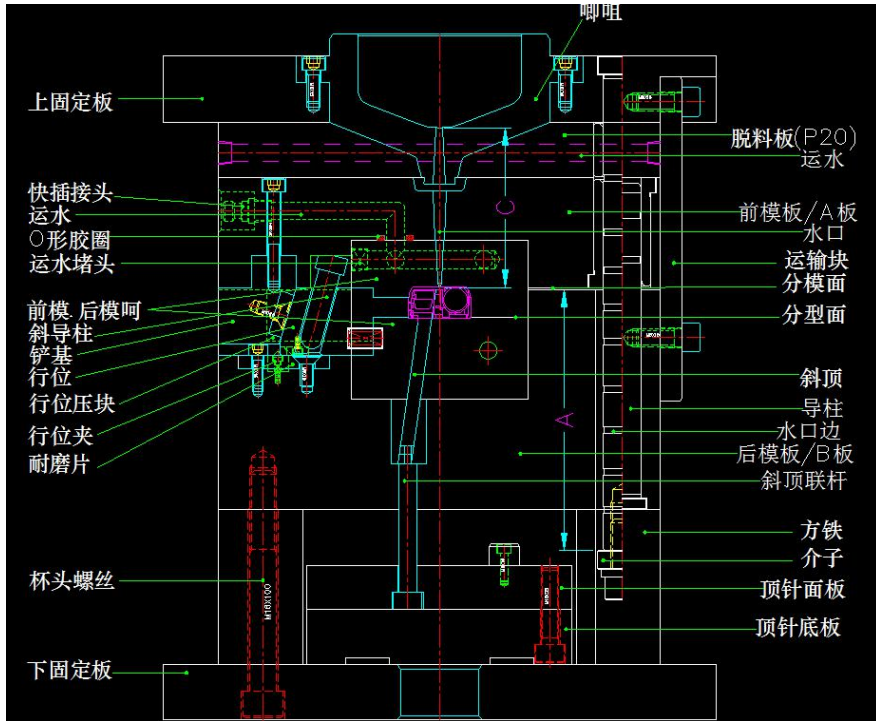 唧咀
上固定板
脱料板(P20)
运水
快插接头
运水
O形胶圈
运水堵头
前模板/A板
水口
运输块
分模面
前模.后模呵
斜导柱
铲基
行位
行位压块
行位夹
耐磨片
分型面
斜顶
导柱
水口边
后模板/B板
斜顶联杆
方铁
介子
杯头螺丝
顶针面板
顶针底板
下固定板
C
A
M16X100